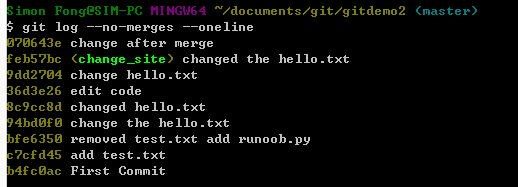 Simon Fong@SIM-PC MINGW64 ~/documents/git/gitdemo2 (master)
$ git log --no-merges --oneline
070643e change after merge
feb57bc (change_site) changed the hello.txt
9dd2704 change hello.txt
36d3e26 edit code
8c9cc8d changed hello.txt
94bd0f0 change the hello.txt
bfe6350 removed test.txt add runoob.py
c7cfd45 add test.txt
b4fc0ac First Commit